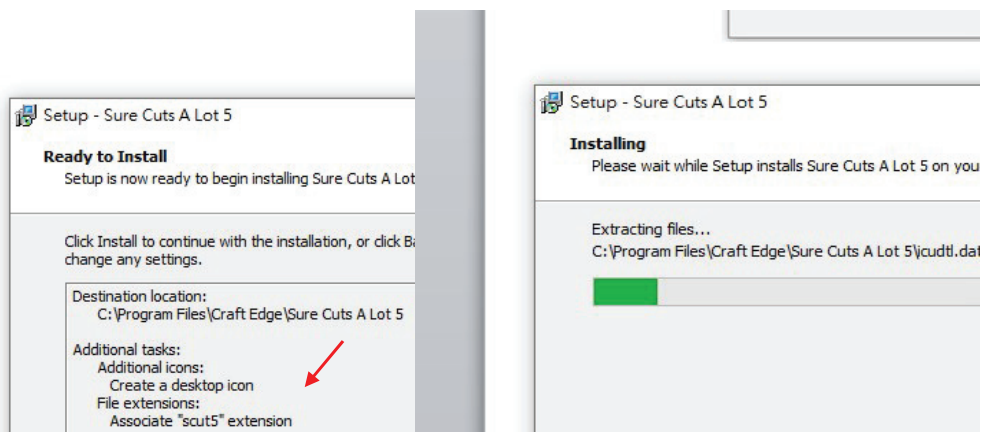 Setup - Sure Cuts A Lot 5
Ready to Install
Setup is now ready to begin installing Sure Cuts A Lot
Click Install to continue with the installation, or click Ba
change any settings.
Destination location:
C:\Program Files\Craft Edge\Sure Cuts A Lot 5
Additional tasks:
Additional icons:
Create a desktop icon
File extensions:
Associate "scut5" extension
Setup - Sure Cuts A Lot 5
Installing
Please wait while Setup installs Sure Cuts A Lot 5 on you
Extracting files...
C:\Program Files\Craft Edge\Sure Cuts A Lot 5\icudtl.dat